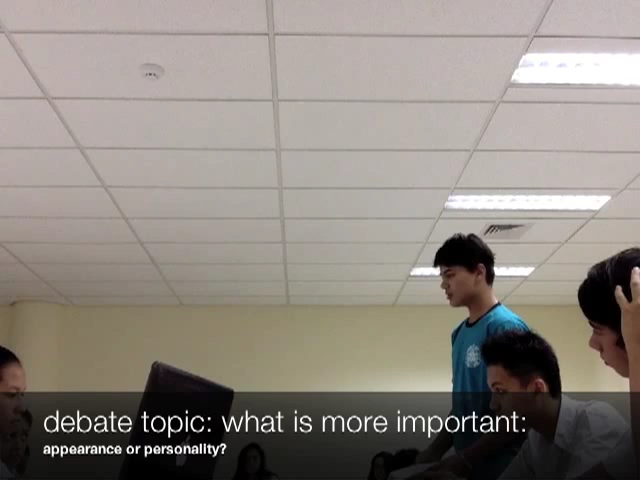 debate topic: what is more important:
appearance or personality?